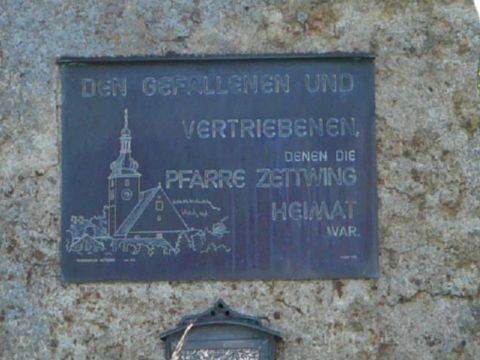 DEN GEFALLENEN UND
VERTRIEBENEN,
DENEN DIE
PFARRE ZETTWING
HEIMAT
WAR.